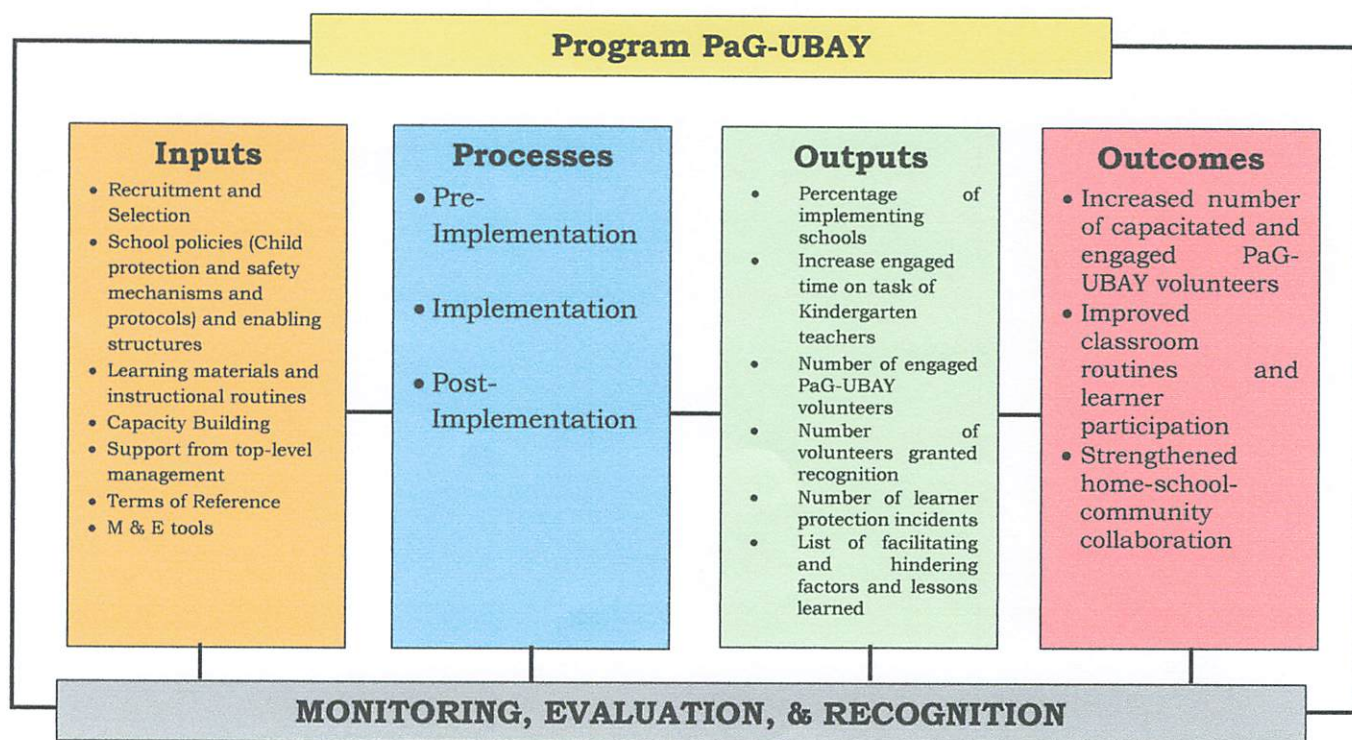 Program PaG-UBAY
Inputs
• Recruitment and
Selection
• School policies (Child
protection and safety
mechanisms and
protocols) and enabling
structures
• Learning materials and
instructional routines
• Capacity Building
• Support from top-level
management
• Terms of Reference
• M & E tools
Processes
• Pre-
Implementation
• Implementation
• Post-
Implementation
Outputs
• Percentage of
implementing
schools
• Increase engaged
time on task of
Kindergarten
teachers
• Number of engaged
PaG-UBAY
volunteers
• Number of
volunteers granted
recognition
• Number of learner
protection incidents
• List of facilitating
and hindering
factors and lessons
learned
Outcomes
• Increased number
of capacitated and
engaged PaG-
UBAY volunteers
• Improved
classroom
routines and
learner
participation
• Strengthened
home-school-
community
collaboration
MONITORING, EVALUATION, & RECOGNITION